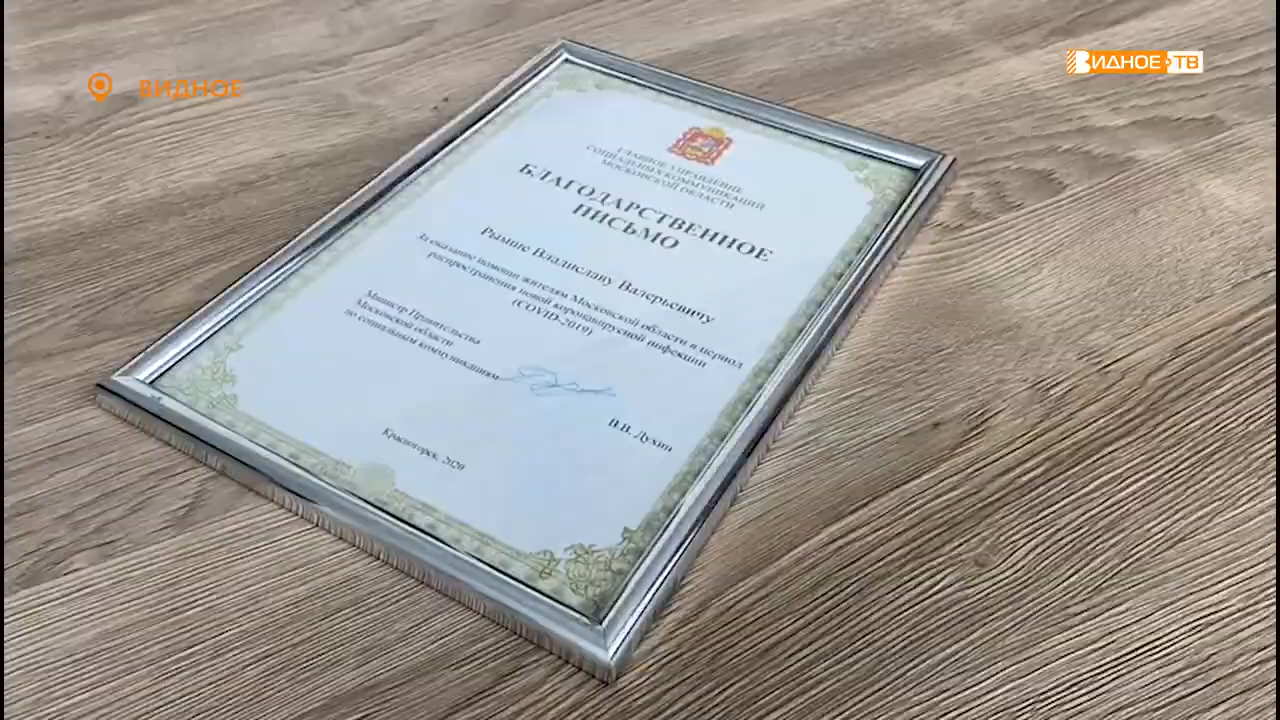 ВИДНОЕ
ВИДНОЕ ТВ
ГЛАВНОЕ УПРАВЛЕНИЕ
СОЦИАЛЬНЫХ КОММУНИКАЦИЙ
МОСКОВСКОЙ ОБЛАСТИ
БЛАГОДАРСТВЕННОЕ
ПИСЬМО
Рымше Владиславу Валерьевичу
За оказание помощи жителям Московской области в период
распространения новой коронавирусной инфекции
(COVID-2019)
Министр Правительства
Московской области
по социальным коммуникациям
В.В. Духин
Красногорск, 2020